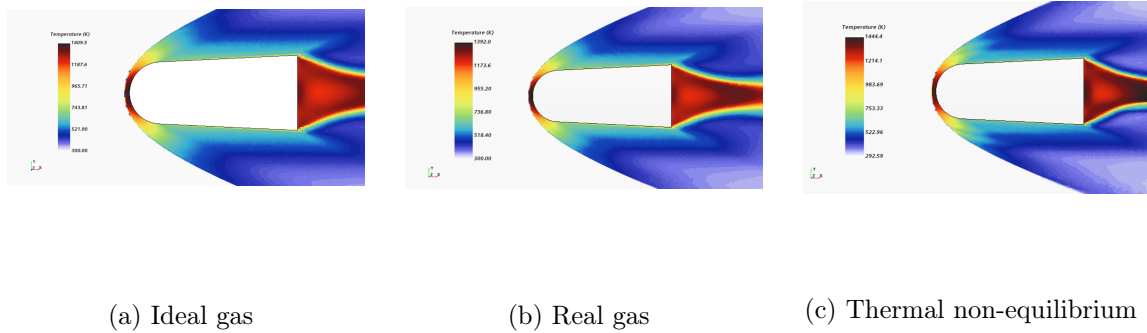 Temperature (K)
1409.5
1187.6
965.71
743.81
521.90
300.00
Y
Z X
Temperature (K)
1392.0
1173.6
955.20
736.80
518.40
300.00
Y
Z X
Temperature (K)
1444.4
1214.1
983.69
753.33
522.96
292.59
Y
Z X
(a) Ideal gas
(b) Real gas
(c) Thermal non-equilibrium